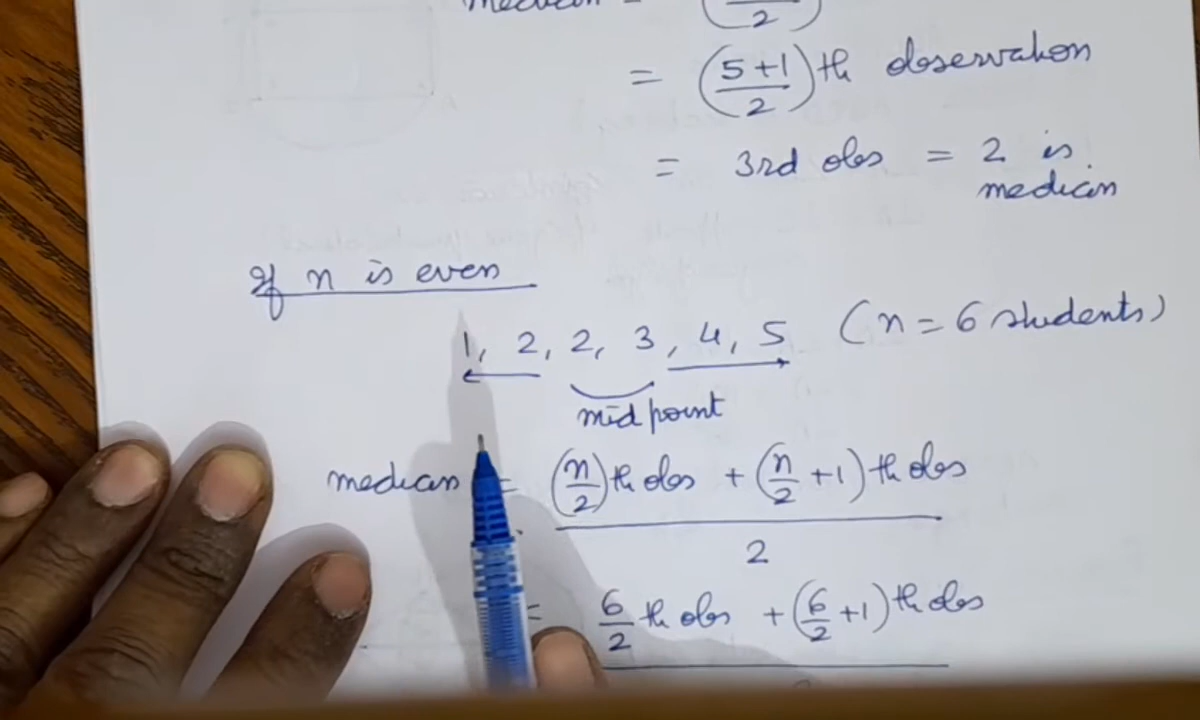 median =
(/2)
= (5+1/2)th observation
= 3rd obs = 2 is
median
If n is even
1, 2, 2, 3, 4, 5 (n = 6 students)
mid point
median = (n/2)th obs + (n/2 +1)th obs
2
= 6/2 th obs + (6/2 +1)th obs